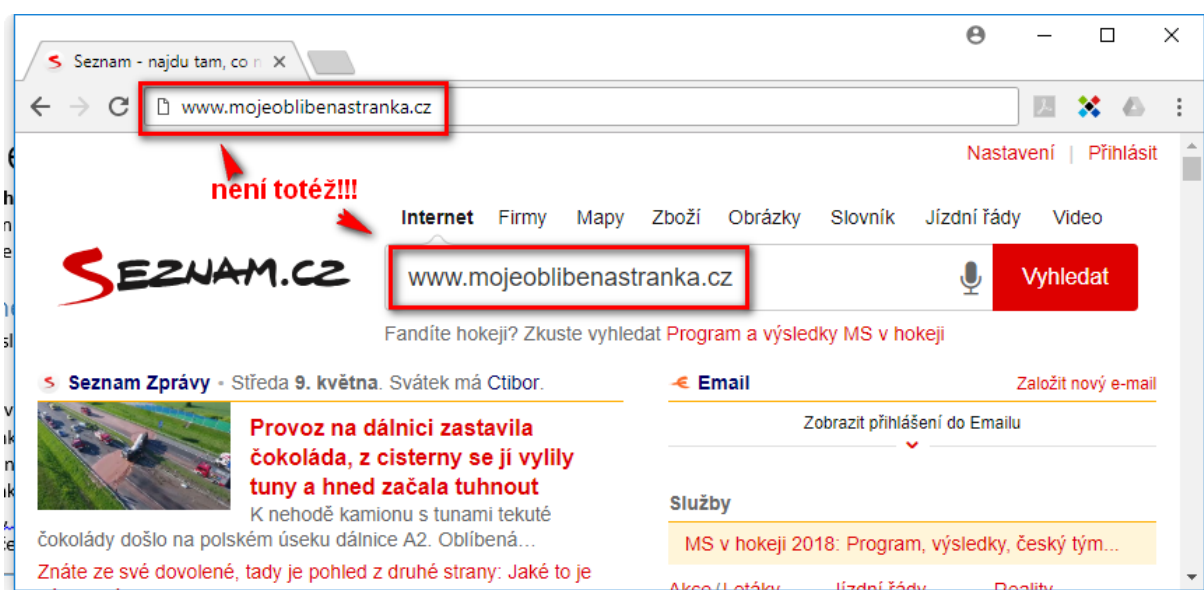 Seznam - najdu tam, co n
www.mojeoblibenastranka.cz
Nastavení | Přihlásit
není totéž!!!
Internet Firmy Mapy Zboží Obrázky Slovník Jízdní řády Video
SEZNAM.CZ
www.mojeoblibenastranka.cz
Vyhledat
Fandíte hokeji? Zkuste vyhledat Program a výsledky MS v hokeji
Seznam Zprávy • Středa 9. května. Svátek má Ctibor.
Email
Založit nový e-mail
Provoz na dálnici zastavila
čokoláda, z cisterny se jí vylily
tuny a hned začala tuhnout
K nehodě kamionu s tunami tekuté
čokolády došlo na polském úseku dálnice A2. Oblíbená…
Znáte ze své dovolené, tady je pohled z druhé strany: Jaké to je
Zobrazit přihlášení do Emailu
Služby
MS v hokeji 2018: Program, výsledky, český tým...
Akce/Letáky Jízdní řády Reality